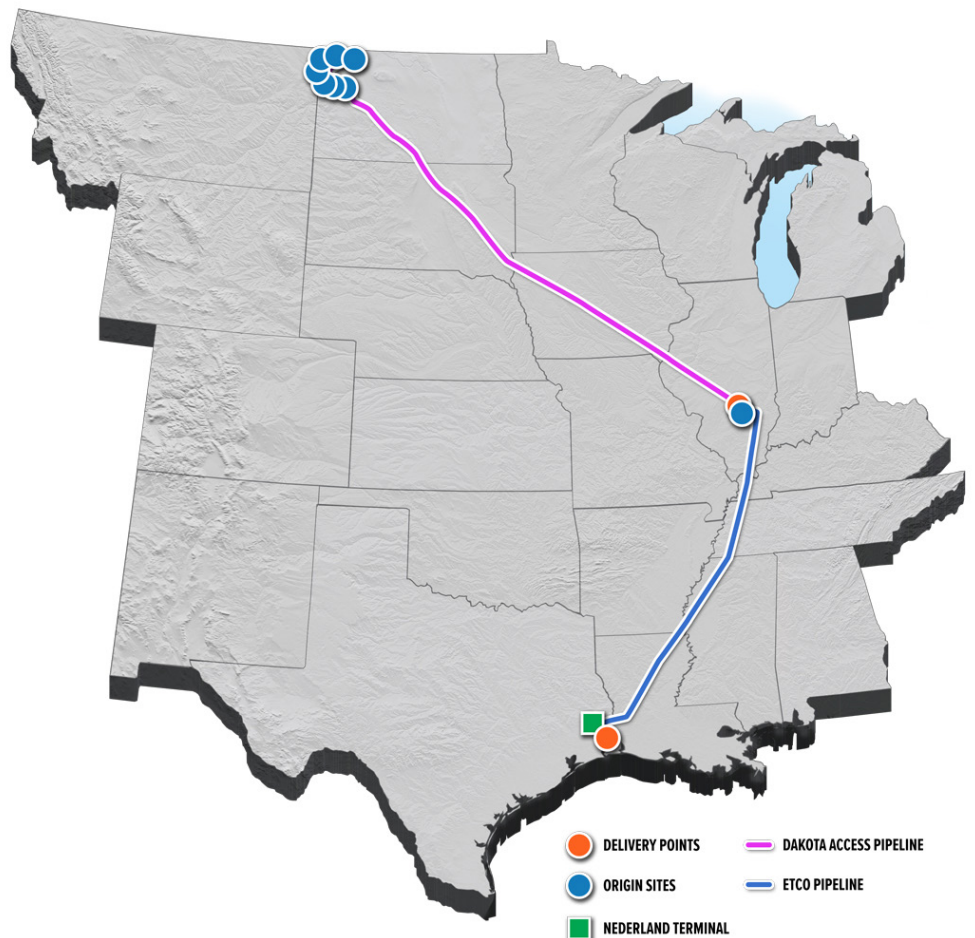 DELIVERY POINTS
DAKOTA ACCESS PIPELINE
ORIGIN SITES
ETCO PIPELINE
NEDERLAND TERMINAL